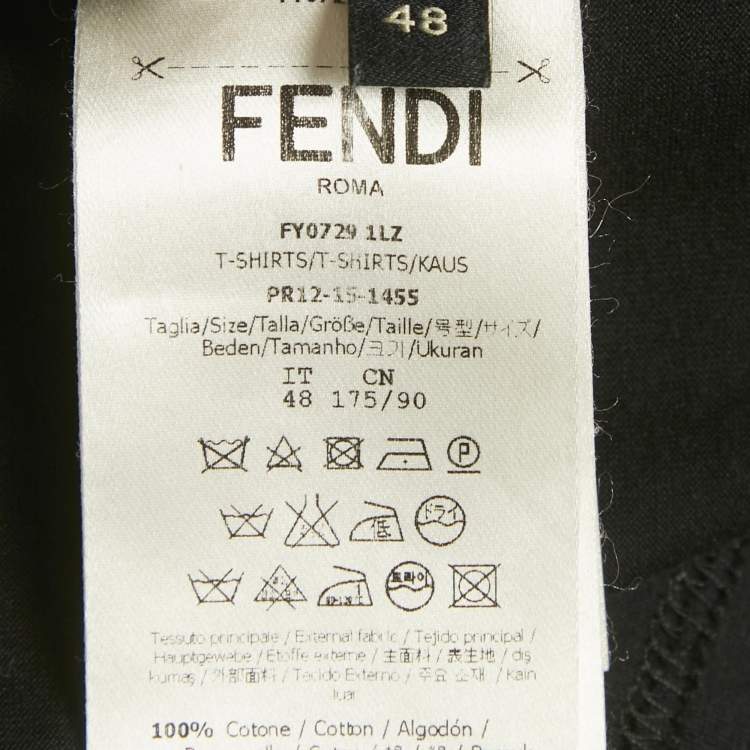 48
FENDI
ROMA
FY0729 1LZ
T-SHIRTS/T-SHIRTS/KAUS
PR12-15-1455
Taglia/Size/Talla/Größe/Taille/号型/サイズ/
Beden/Tamanho/크기/Ukuran
IT CN
48 175/90
P
低 ドライ
드라이
Tessuto principale / External fabric / Tejido principal /
Hauptgewebe / Etoffe externe / 主面料 / 表生地 / dış
kumaş / 外部面料 / Tecido Externo / 주요 소재 / Kain
luar
100% Cotone / Cotton / Algodón /